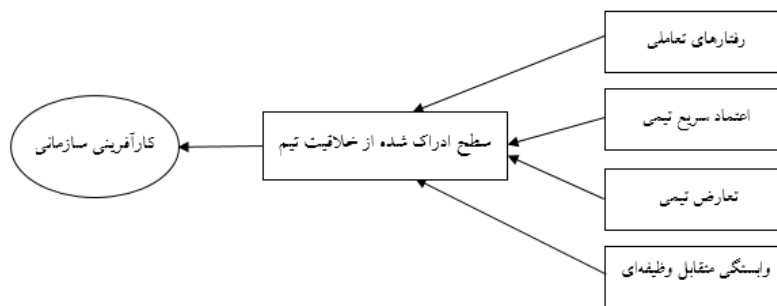 رفتارهای تعاملی
اعتماد سریع تیمی
سطح ادراک شده از خلاقیت تیم
کارآفرینی سازمانی
تعارض تیمی
وابستگی متقابل وظیفه‌ای